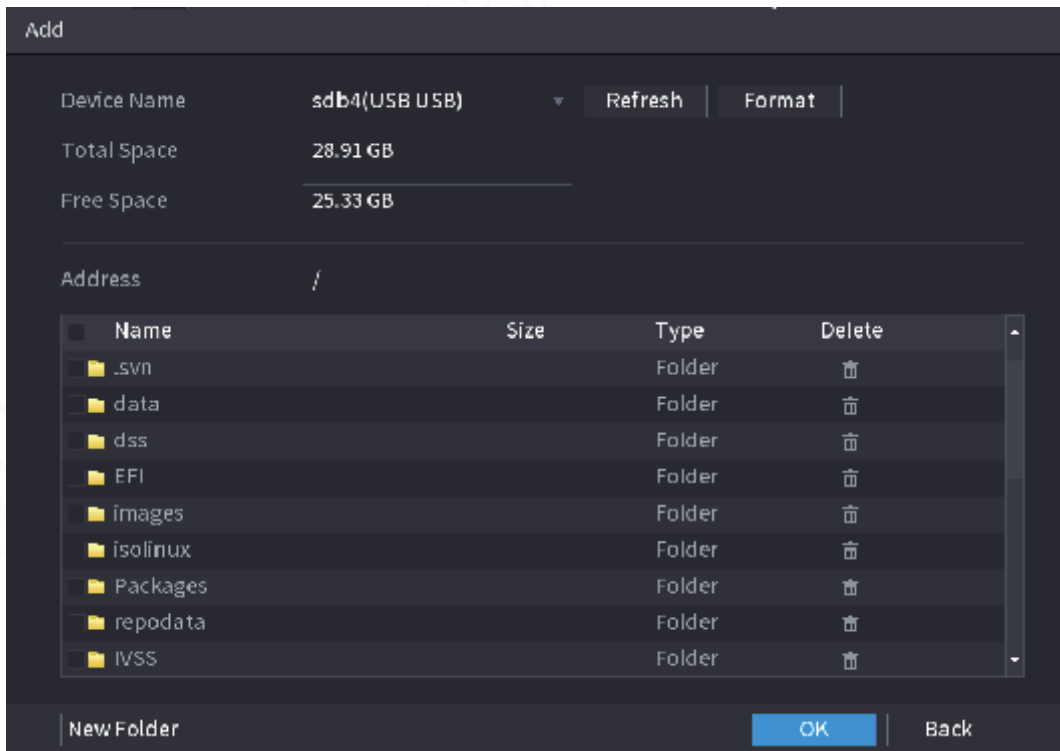 Add
Device Name sdb4(USB USB) Refresh Format
Total Space 28.91 GB
Free Space 25.33 GB
Address /
Name Size Type Delete
.svn Folder
data Folder
dss Folder
EFI Folder
images Folder
isolinux Folder
Packages Folder
repodata Folder
IVSS Folder
New Folder OK Back